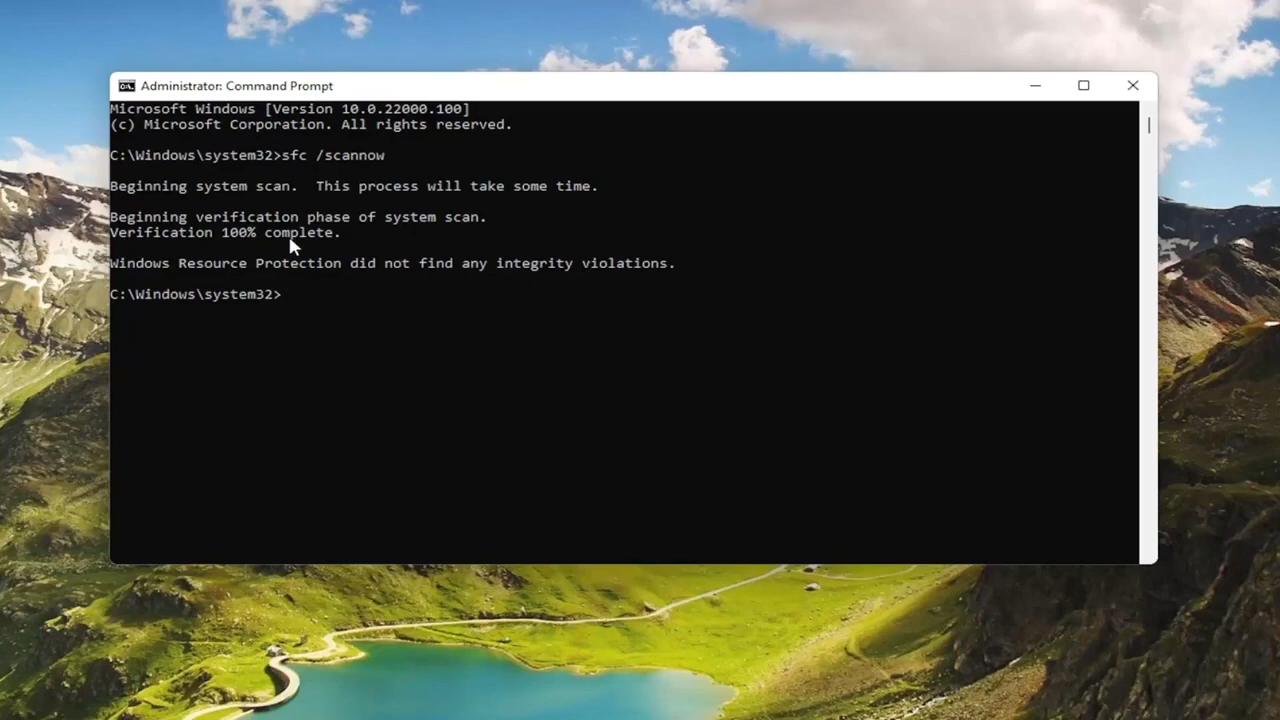 Administrator: Command Prompt
Microsoft Windows [Version 10.0.22000.100]
(c) Microsoft Corporation. All rights reserved.
C:\Windows\system32>sfc /scannow
Beginning system scan.  This process will take some time.
Beginning verification phase of system scan.
Verification 100% complete.
Windows Resource Protection did not find any integrity violations.
C:\Windows\system32>